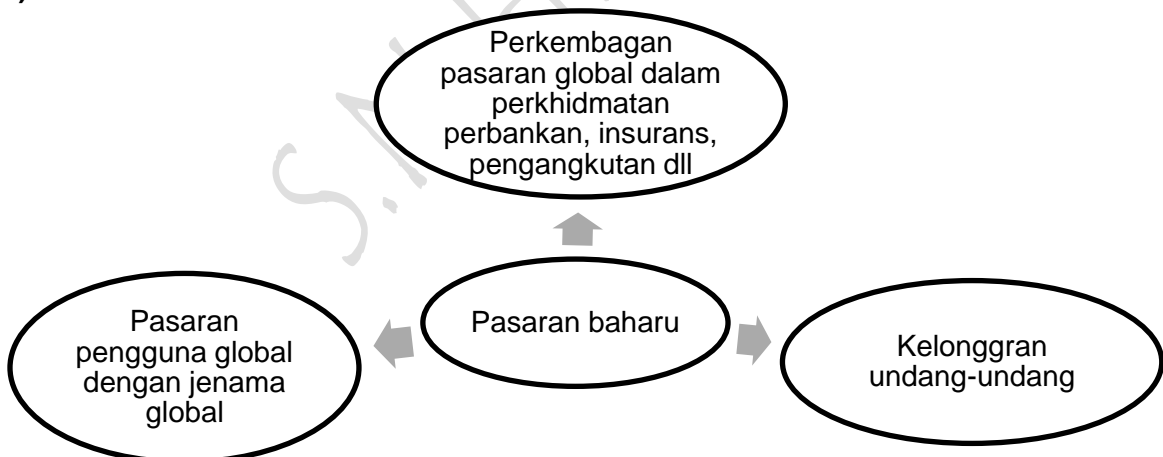 Perkembagan
pasaran global dalam
perkhidmatan
perbankan, insurans,
pengangkutan dll
Pasaran baharu
Pasaran
pengguna global
dengan jenama
global
Kelonggran
undang-undang